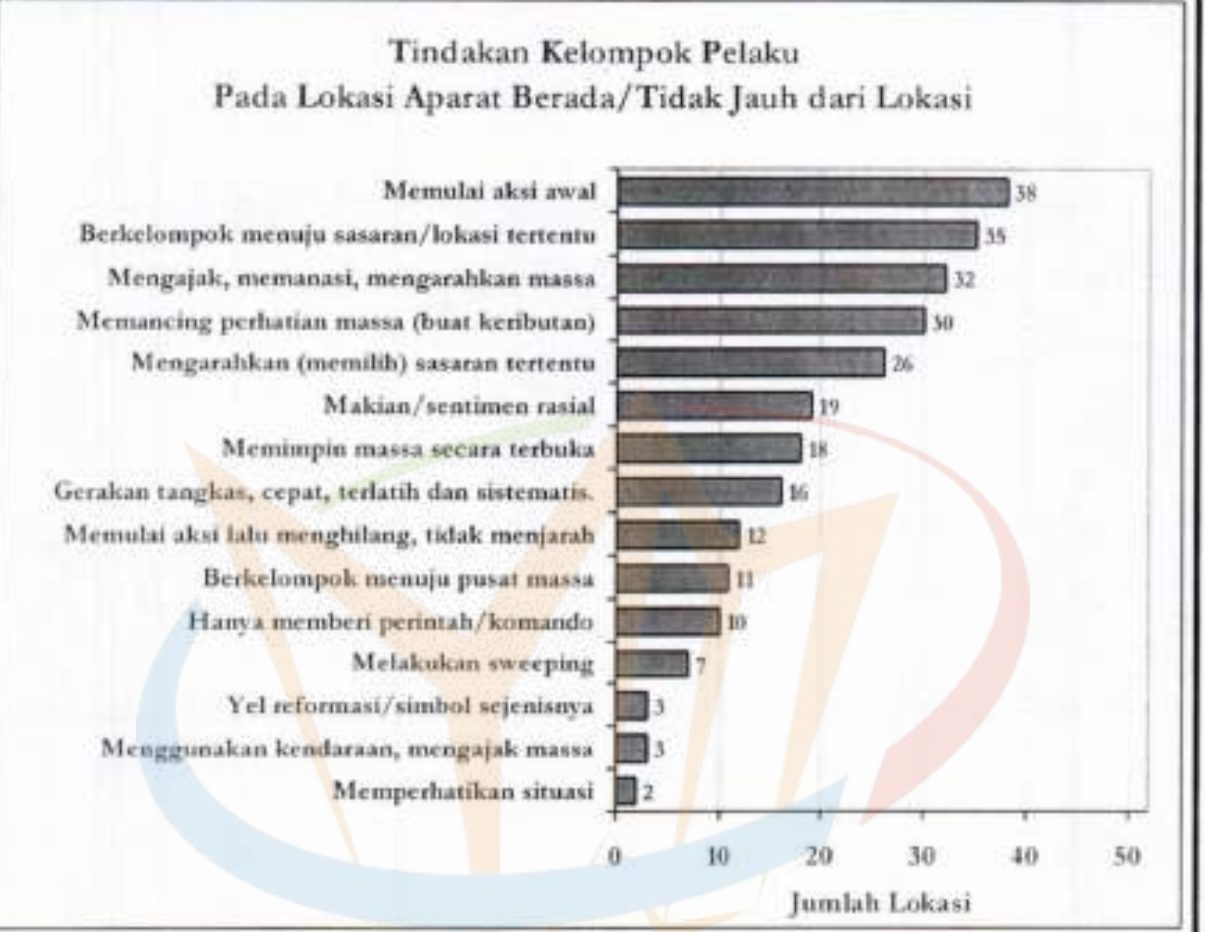 Tindakan Kelompok Pelaku
Pada Lokasi Aparat Berada/Tidak Jauh dari Lokasi
Memulai aksi awal 38
Berkelompok menuju sasaran/lokasi tertentu 35
Mengajak, memanasi, mengarahkan massa 32
Memancing perhatian massa (buat keributan) 30
Mengarahkan (memilih) sasaran tertentu 26
Makian/sentimen rasial 19
Memimpin massa secara terbuka 18
Gerakan tangkas, cepat, terlatih dan sistematis. 16
Memulai aksi lalu menghilang, tidak menjarah 12
Berkelompok menuju pusat massa 11
Hanya memberi perintah/komando 10
Melakukan sweeping 7
Yel reformasi/simbol sejenisnya 3
Menggunakan kendaraan, mengajak massa 3
Memperhatikan situasi 2
0 10 20 30 40 50
Jumlah Lokasi